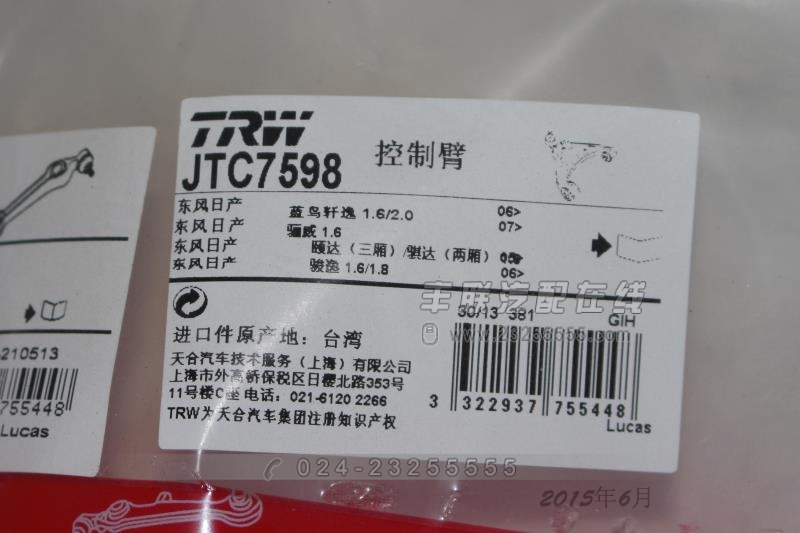 TRW
JTC7598 控制臂
东风日产 蓝鸟轩逸 1.6/2.0 06>
东风日产 骊威 1.6 07>
东风日产 颐达（三厢）/骐达（两厢）
东风日产 骏逸 1.6/1.8 06>
丰联汽配在线
www.23255555.com
30/13 381 GIH
进口件原产地：台湾
天合汽车技术服务（上海）有限公司
上海市外高桥保税区日樱北路353号
11号楼C座 电话：021-6120 2266
TRW为天合汽车集团注册知识产权
3 322937 755448
Lucas
210513
755448
Lucas
024-23255555
2015年6月